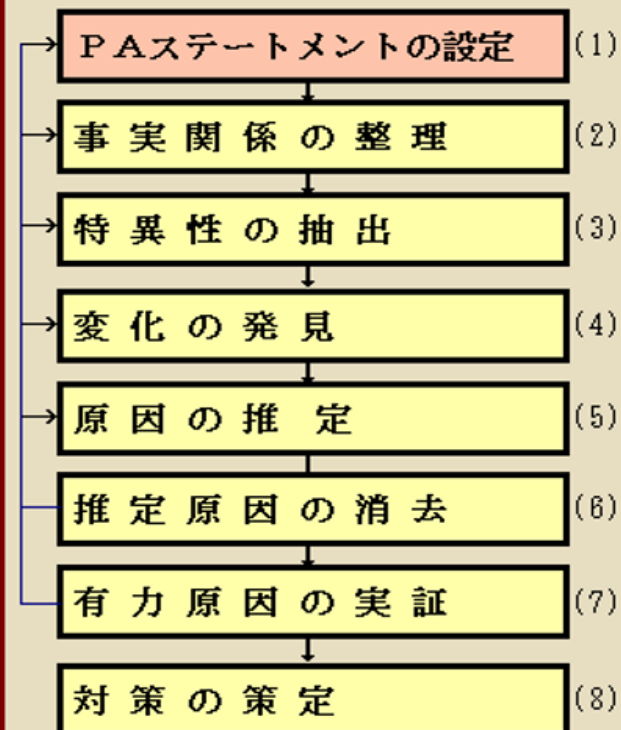 PAステートメントの設定 (1)
事実関係の整理 (2)
特異性の抽出 (3)
変化の発見 (4)
原因の推定 (5)
推定原因の消去 (6)
有力原因の実証 (7)
対策の策定 (8)